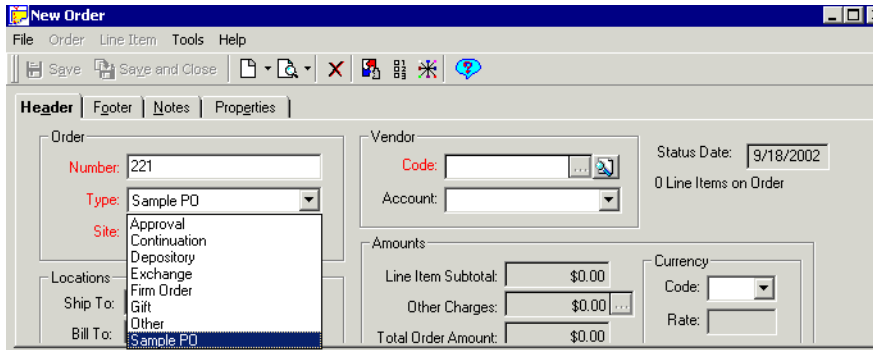 New Order
File Order Line Item Tools Help
Save Save and Close
Header Footer Notes Properties
Order
Number: 221
Type: Sample PO
Site:
Approval
Continuation
Depository
Exchange
Firm Order
Gift
Other
Sample PO
Locations
Ship To:
Bill To:
Vendor
Code: ...
Account:
Status Date: 9/18/2002
0 Line Items on Order
Amounts
Line Item Subtotal: $0.00
Other Charges: $0.00 ...
Total Order Amount: $0.00
Currency
Code:
Rate: